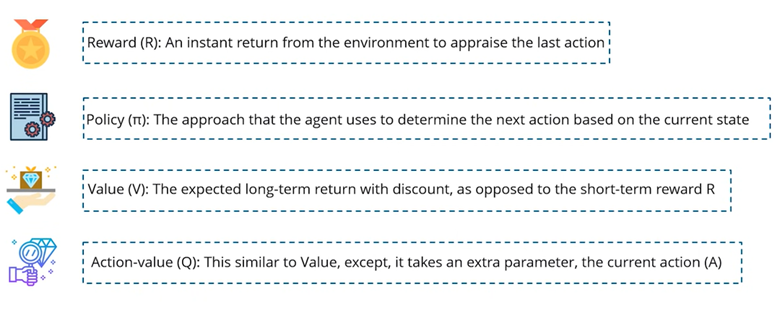 Reward (R): An instant return from the environment to appraise the last action
Policy (π): The approach that the agent uses to determine the next action based on the current state
Value (V): The expected long-term return with discount, as opposed to the short-term reward R
Action-value (Q): This similar to Value, except, it takes an extra parameter, the current action (A)